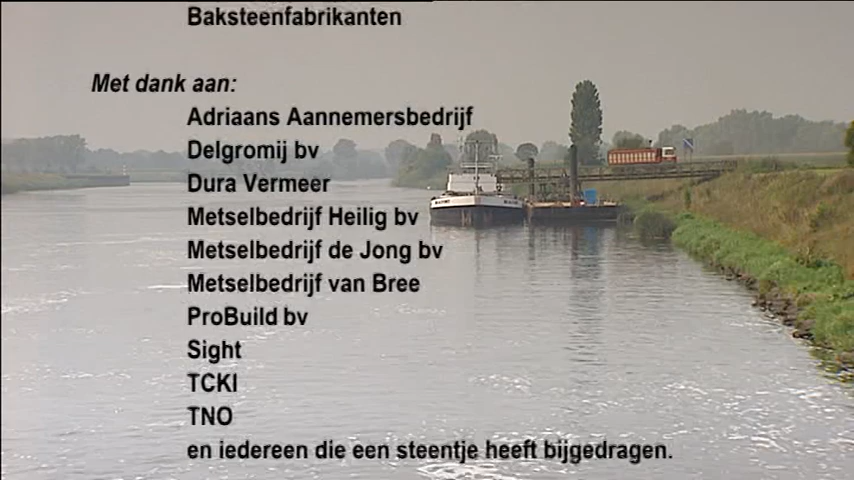 Baksteenfabrikanten
Met dank aan:
Adriaans Aannemersbedrijf
Delgromij bv
Dura Vermeer
Metselbedrijf Heilig bv
Metselbedrijf de Jong bv
Metselbedrijf van Bree
ProBuild bv
Sight
TCKI
TNO
en iedereen die een steentje heeft bijgedragen.